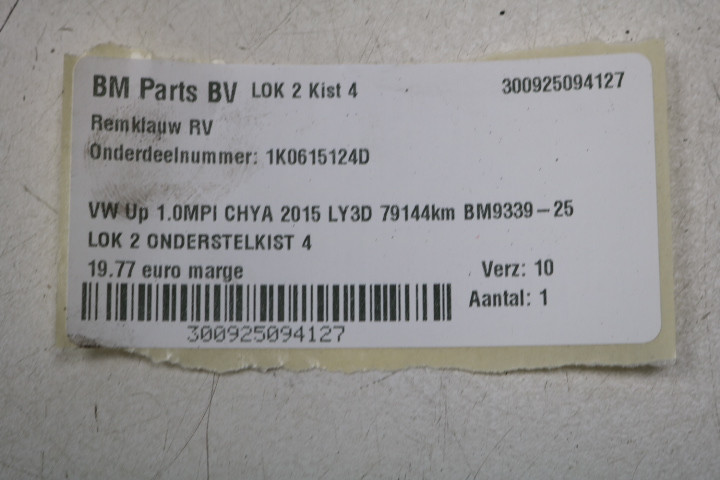 BM Parts BV LOK 2 Kist 4 300925094127
Remklauw RV
Onderdeelnummer: 1K0615124D
VW Up 1.0MPI CHYA 2015 LY3D 79144km BM9339-25
LOK 2 ONDERSTELKIST 4
19.77 euro marge Verz: 10
Aantal: 1
300925094127